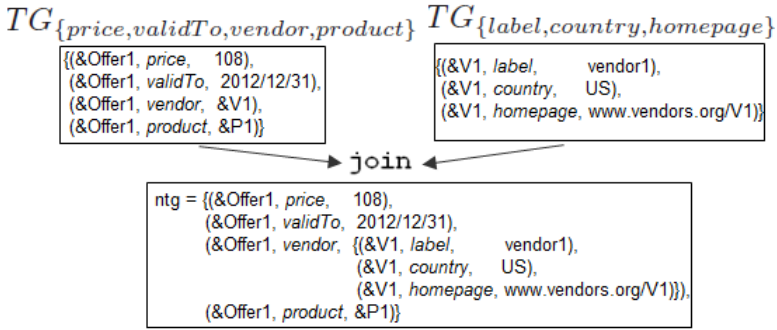 TG{price,validTo,vendor,product} TG{label,country,homepage}
{(&Offer1, price, 108),
(&Offer1, validTo, 2012/12/31),
(&Offer1, vendor, &V1),
(&Offer1, product, &P1)}
{(&V1, label, vendor1),
(&V1, country, US),
(&V1, homepage, www.vendors.org/V1)}
join
ntg = {(&Offer1, price, 108),
(&Offer1, validTo, 2012/12/31),
(&Offer1, vendor, {(&V1, label, vendor1),
(&V1, country, US),
(&V1, homepage, www.vendors.org/V1)}),
(&Offer1, product, &P1)}